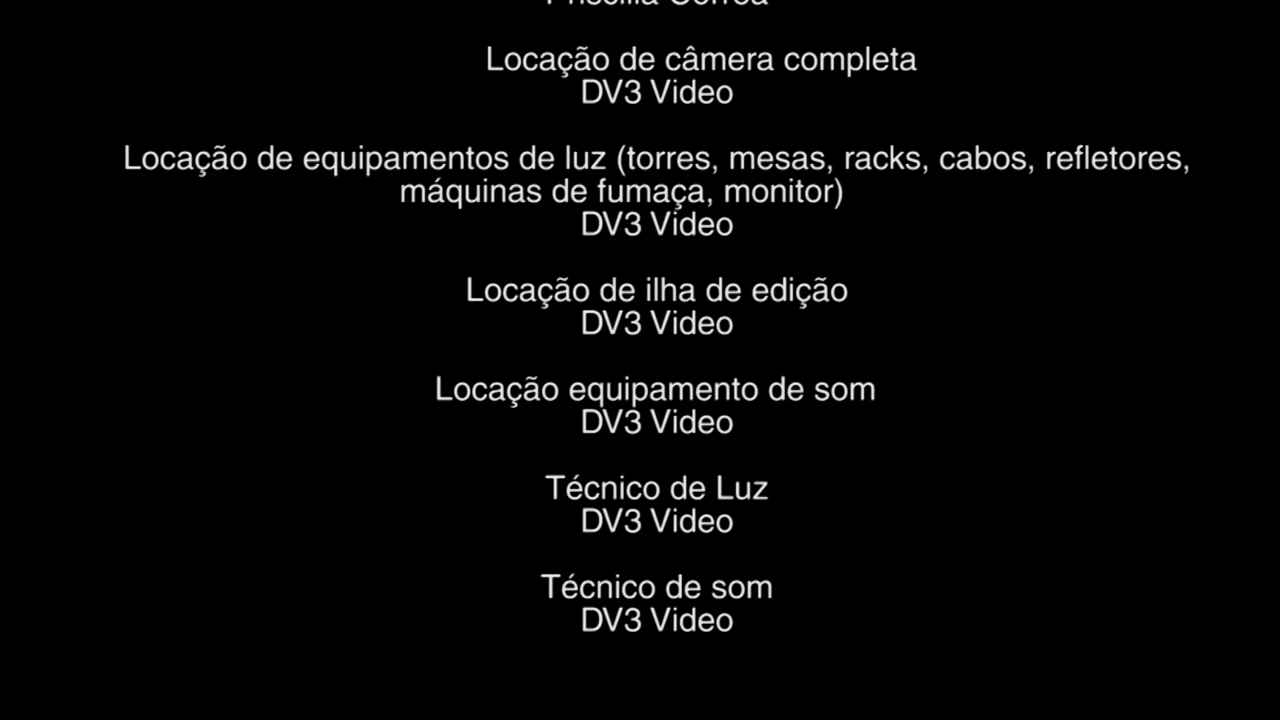 Priscilla Corrêa
Locação de câmera completa
DV3 Video
Locação de equipamentos de luz (torres, mesas, racks, cabos, refletores,
máquinas de fumaça, monitor)
DV3 Video
Locação de ilha de edição
DV3 Video
Locação equipamento de som
DV3 Video
Técnico de Luz
DV3 Video
Técnico de som
DV3 Video